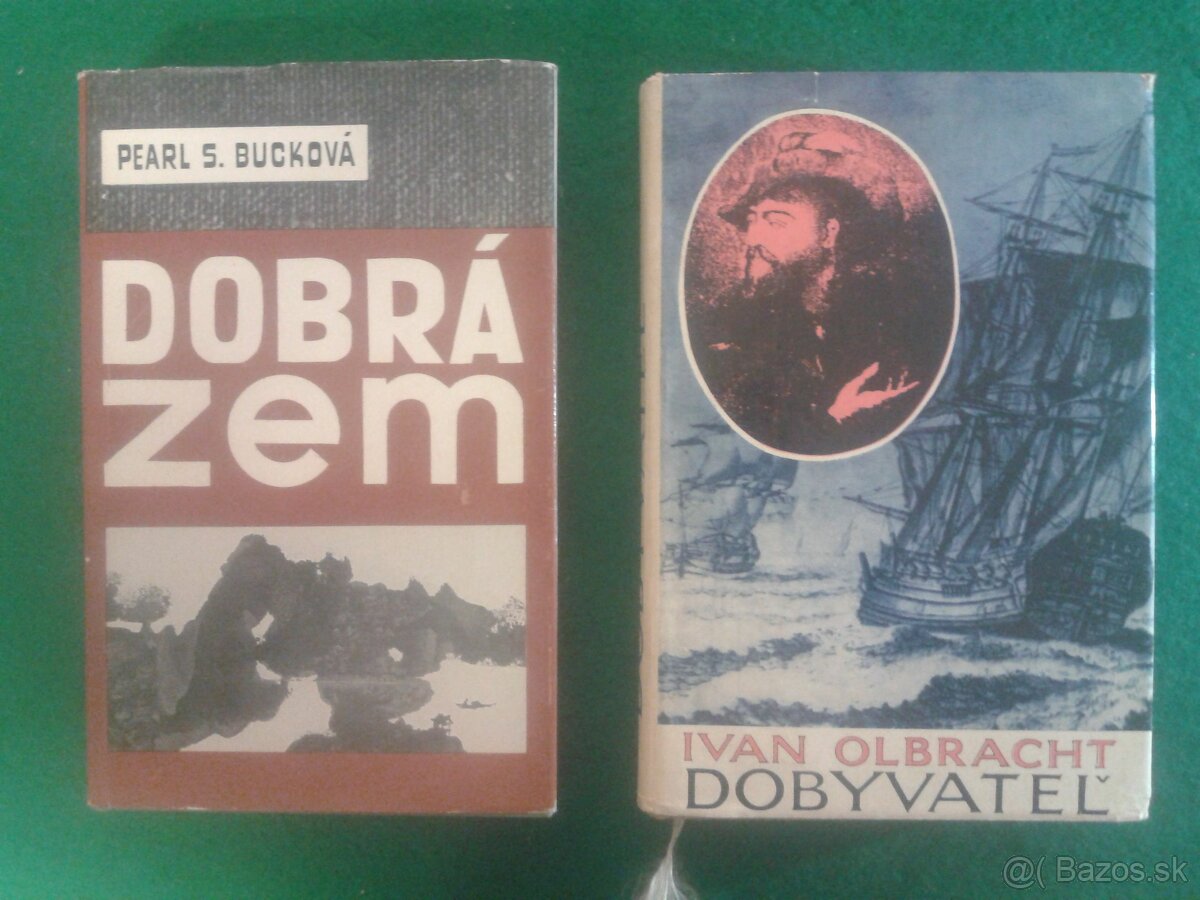 PEARL S. BUCKOVÁ
DOBRÁ
zem
IVAN OLBRACHT
DOBYVATEĽ
@( Bazos.sk